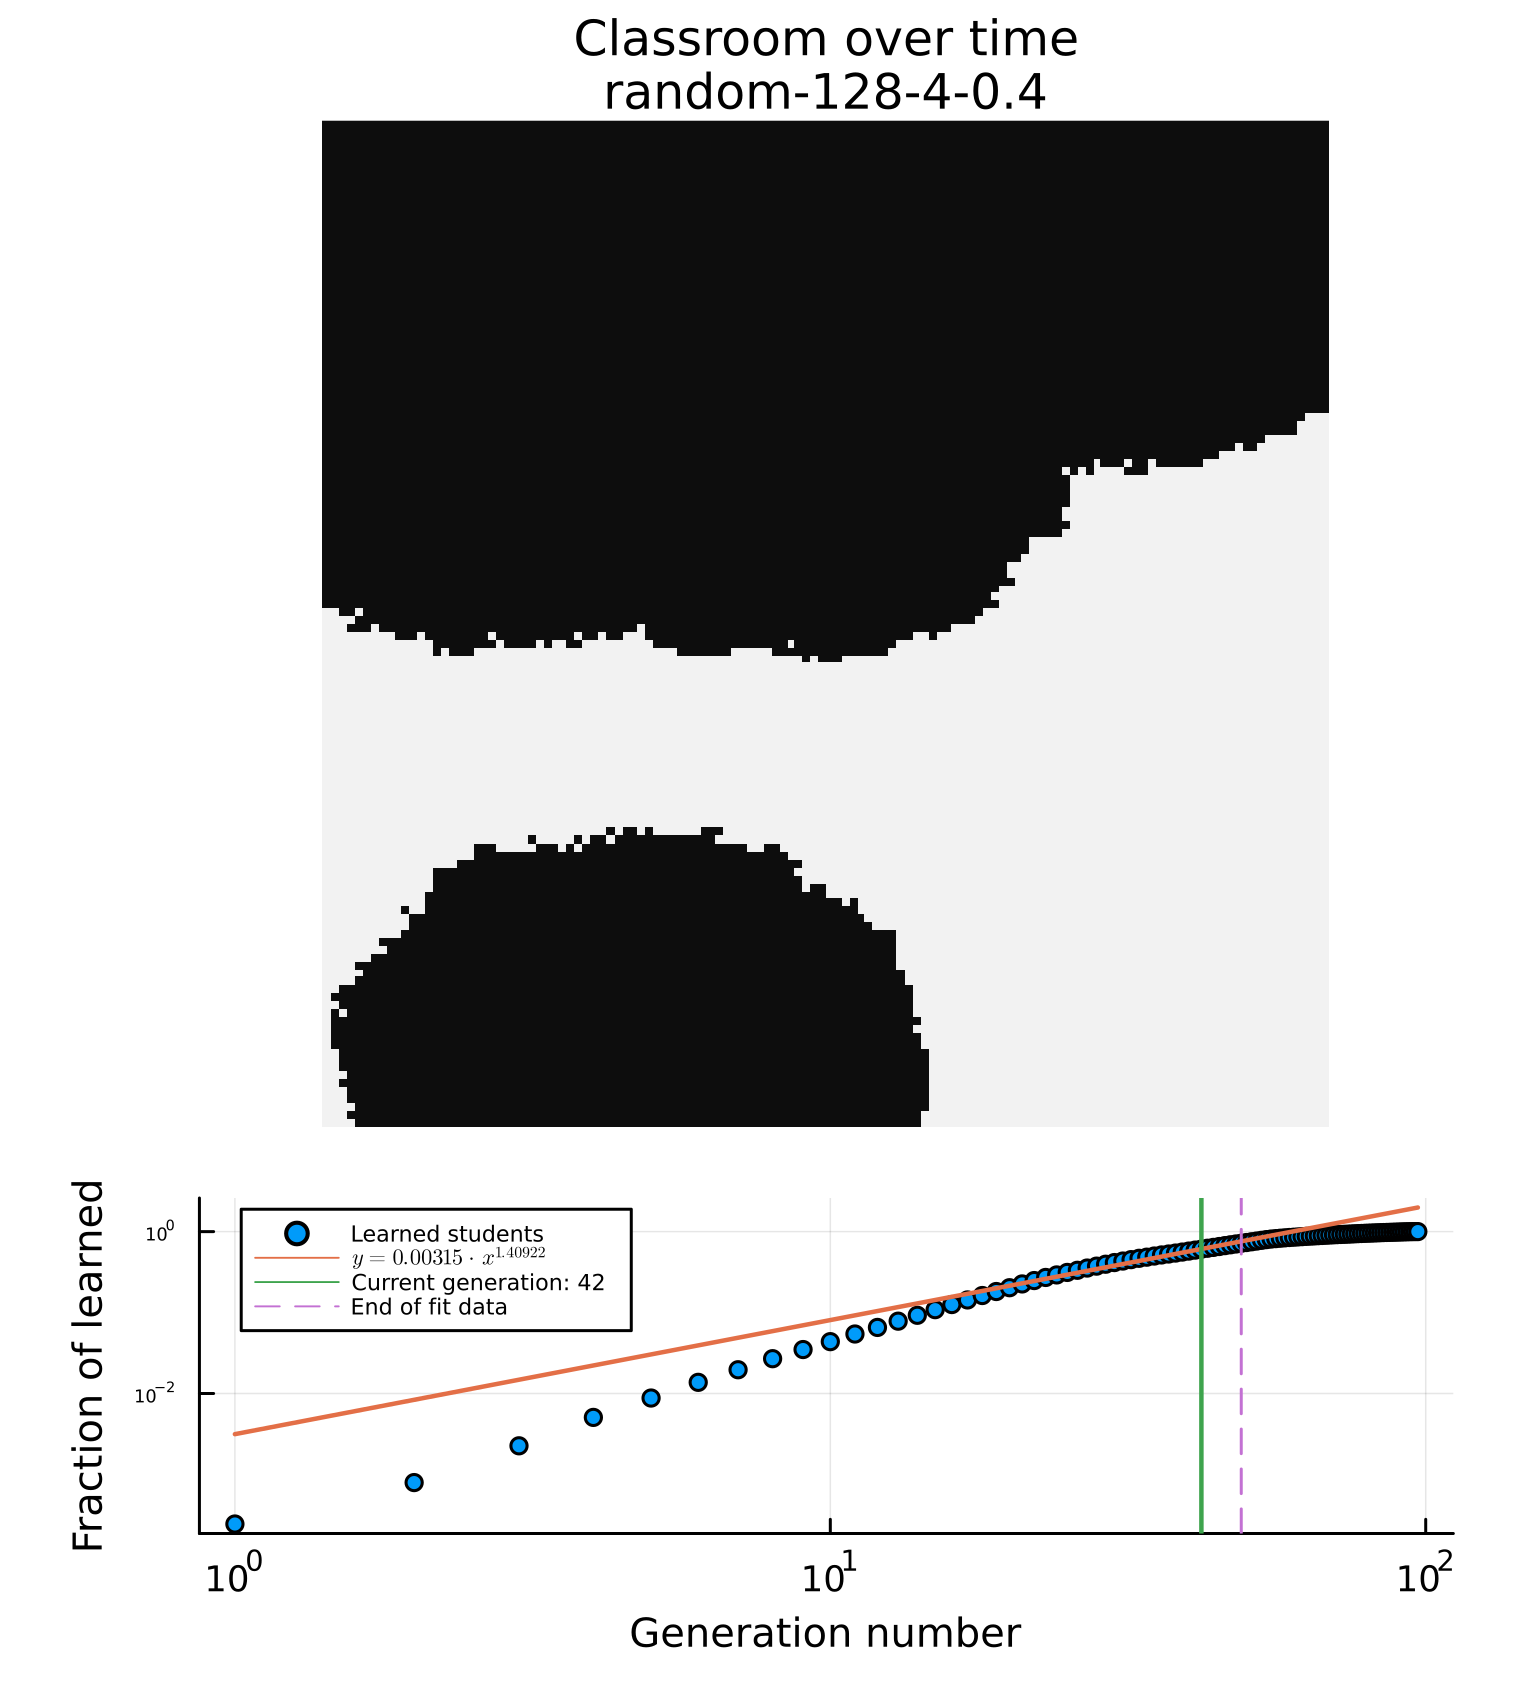 Classroom over time
random-128-4-0.4
Fraction of learned
10^0
10^-2
Learned students
y = 0.00315 · x^1.40922
Current generation: 42
End of fit data
10^0
10^1
10^2
Generation number